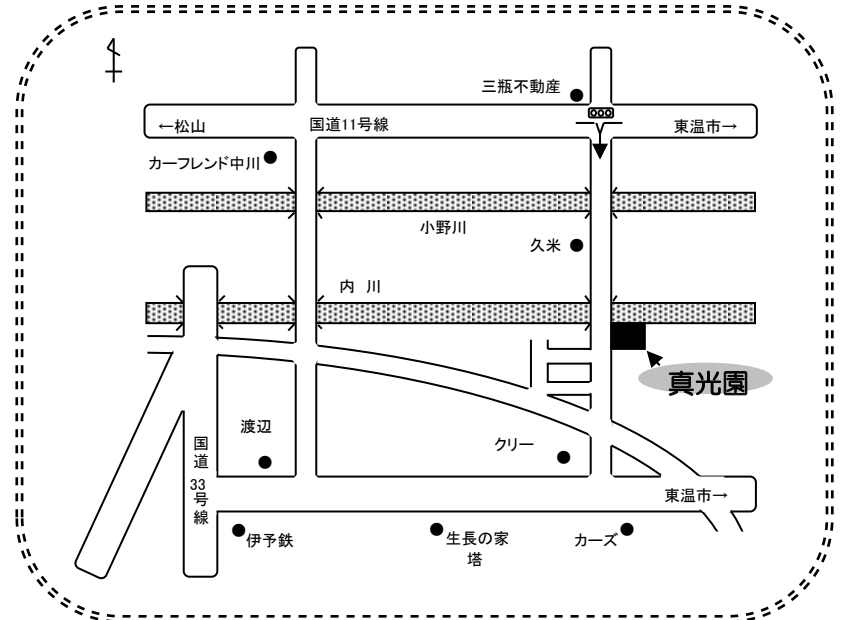 三瓶不動産
←松山
国道11号線
東温市→
カーフレンド中川
小野川
久米
内 川
真光園
渡辺
クリー
国道33号線
東温市→
伊予鉄
生長の家
塔
カーズ